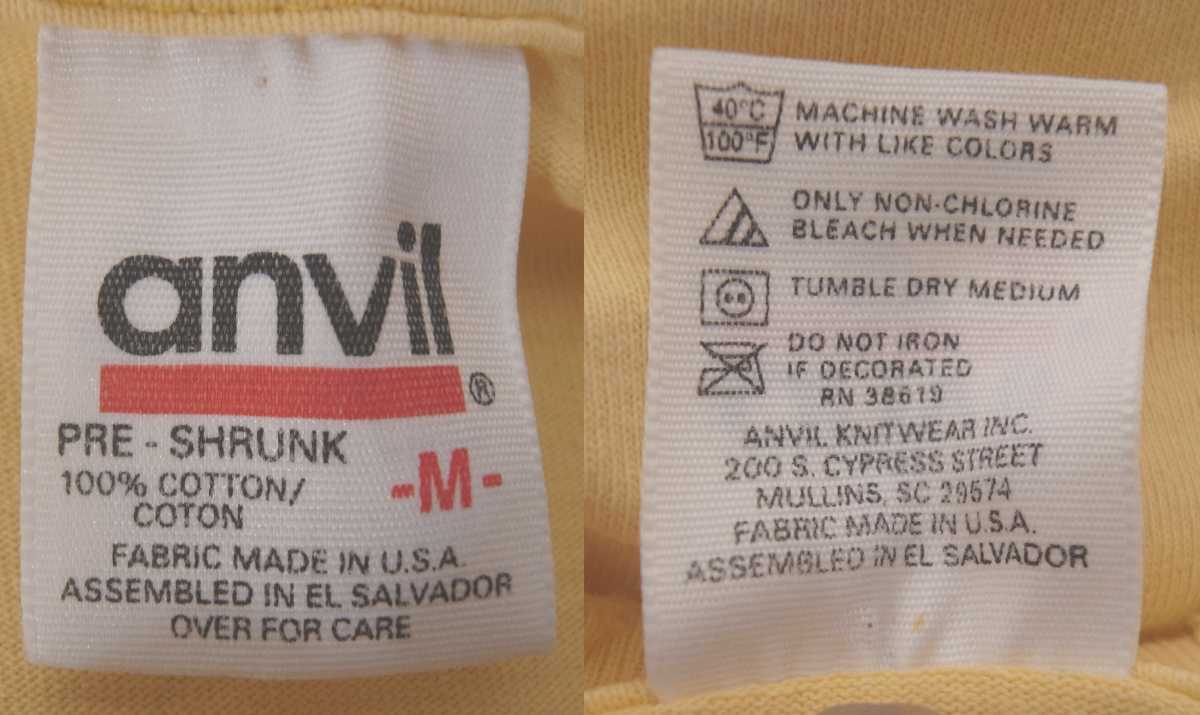 anvil
®
PRE - SHRUNK
100% COTTON/
COTON
-M-
FABRIC MADE IN U.S.A.
ASSEMBLED IN EL SALVADOR
OVER FOR CARE
40°C
100°F
MACHINE WASH WARM
WITH LIKE COLORS
ONLY NON-CHLORINE
BLEACH WHEN NEEDED
TUMBLE DRY MEDIUM
DO NOT IRON
IF DECORATED
RN 38619
ANVIL KNITWEAR INC.
200 S. CYPRESS STREET
MULLINS, SC 29574
FABRIC MADE IN U.S.A.
ASSEMBLED IN EL SALVADOR